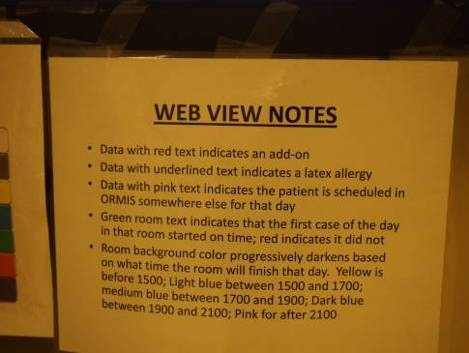 WEB VIEW NOTES
• Data with red text indicates an add-on
• Data with underlined text indicates a latex allergy
• Data with pink text indicates the patient is scheduled in
ORMIS somewhere else for that day
• Green room text indicates that the first case of the day
in that room started on time; red indicates it did not
• Room background color progressively darkens based
on what time the room will finish that day. Yellow is
before 1500; Light blue between 1500 and 1700;
medium blue between 1700 and 1900; Dark blue
between 1900 and 2100; Pink for after 2100